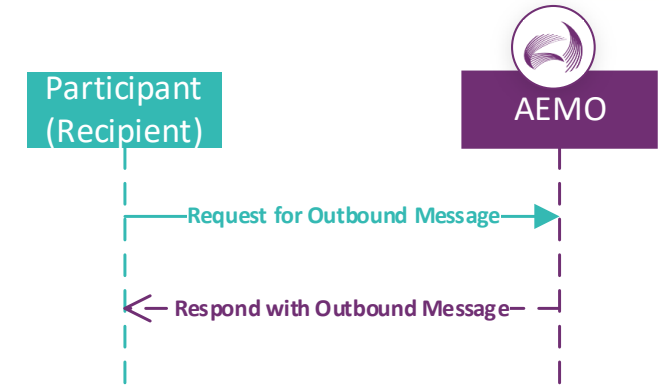 Participant
(Recipient)
AEMO
Request for Outbound Message
Respond with Outbound Message